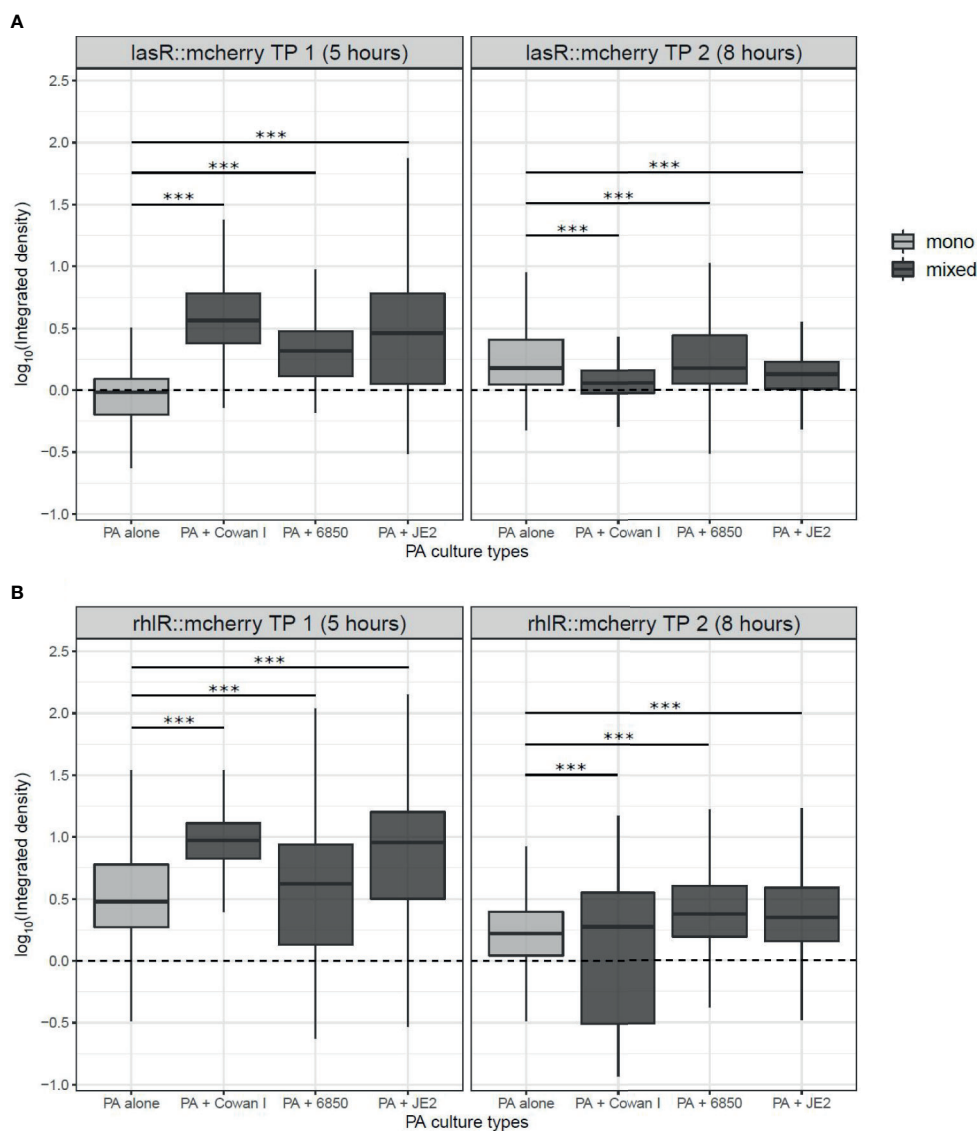 A
lasR::mcherry TP 1 (5 hours)
lasR::mcherry TP 2 (8 hours)
log10(Integrated density)
2.5
2.0
1.5
1.0
0.5
0.0
−0.5
−1.0
***
***
***
***
***
***
PA alone
PA + Cowan I
PA + 6850
PA + JE2
PA alone
PA + Cowan I
PA + 6850
PA + JE2
PA culture types
mono
mixed
B
rhlR::mcherry TP 1 (5 hours)
rhlR::mcherry TP 2 (8 hours)
log10(Integrated density)
2.5
2.0
1.5
1.0
0.5
0.0
−0.5
−1.0
***
***
***
***
***
***
PA alone
PA + Cowan I
PA + 6850
PA + JE2
PA alone
PA + Cowan I
PA + 6850
PA + JE2
PA culture types